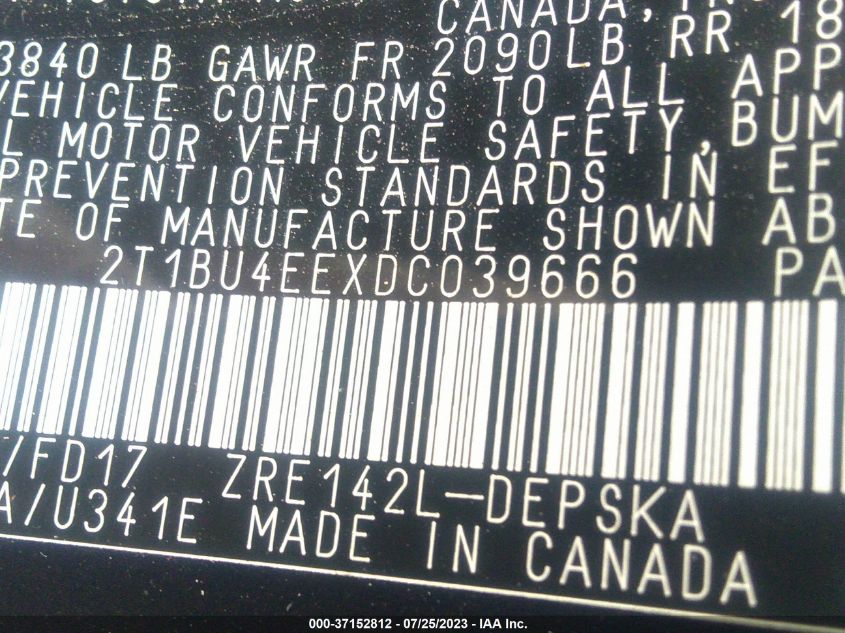 CANADA, INC
3840 LB GAWR FR 2090LB RR 18
VEHICLE CONFORMS TO ALL APP
L MOTOR VEHICLE SAFETY, BUM
PREVENTION STANDARDS IN EF
TE OF MANUFACTURE SHOWN AB
2T1BU4EEXDC039666 PA
/FD17 ZRE142L-DEPSKA
A/U341E MADE IN CANADA
000-37152812 / 07/25/2023 - IAA Inc.